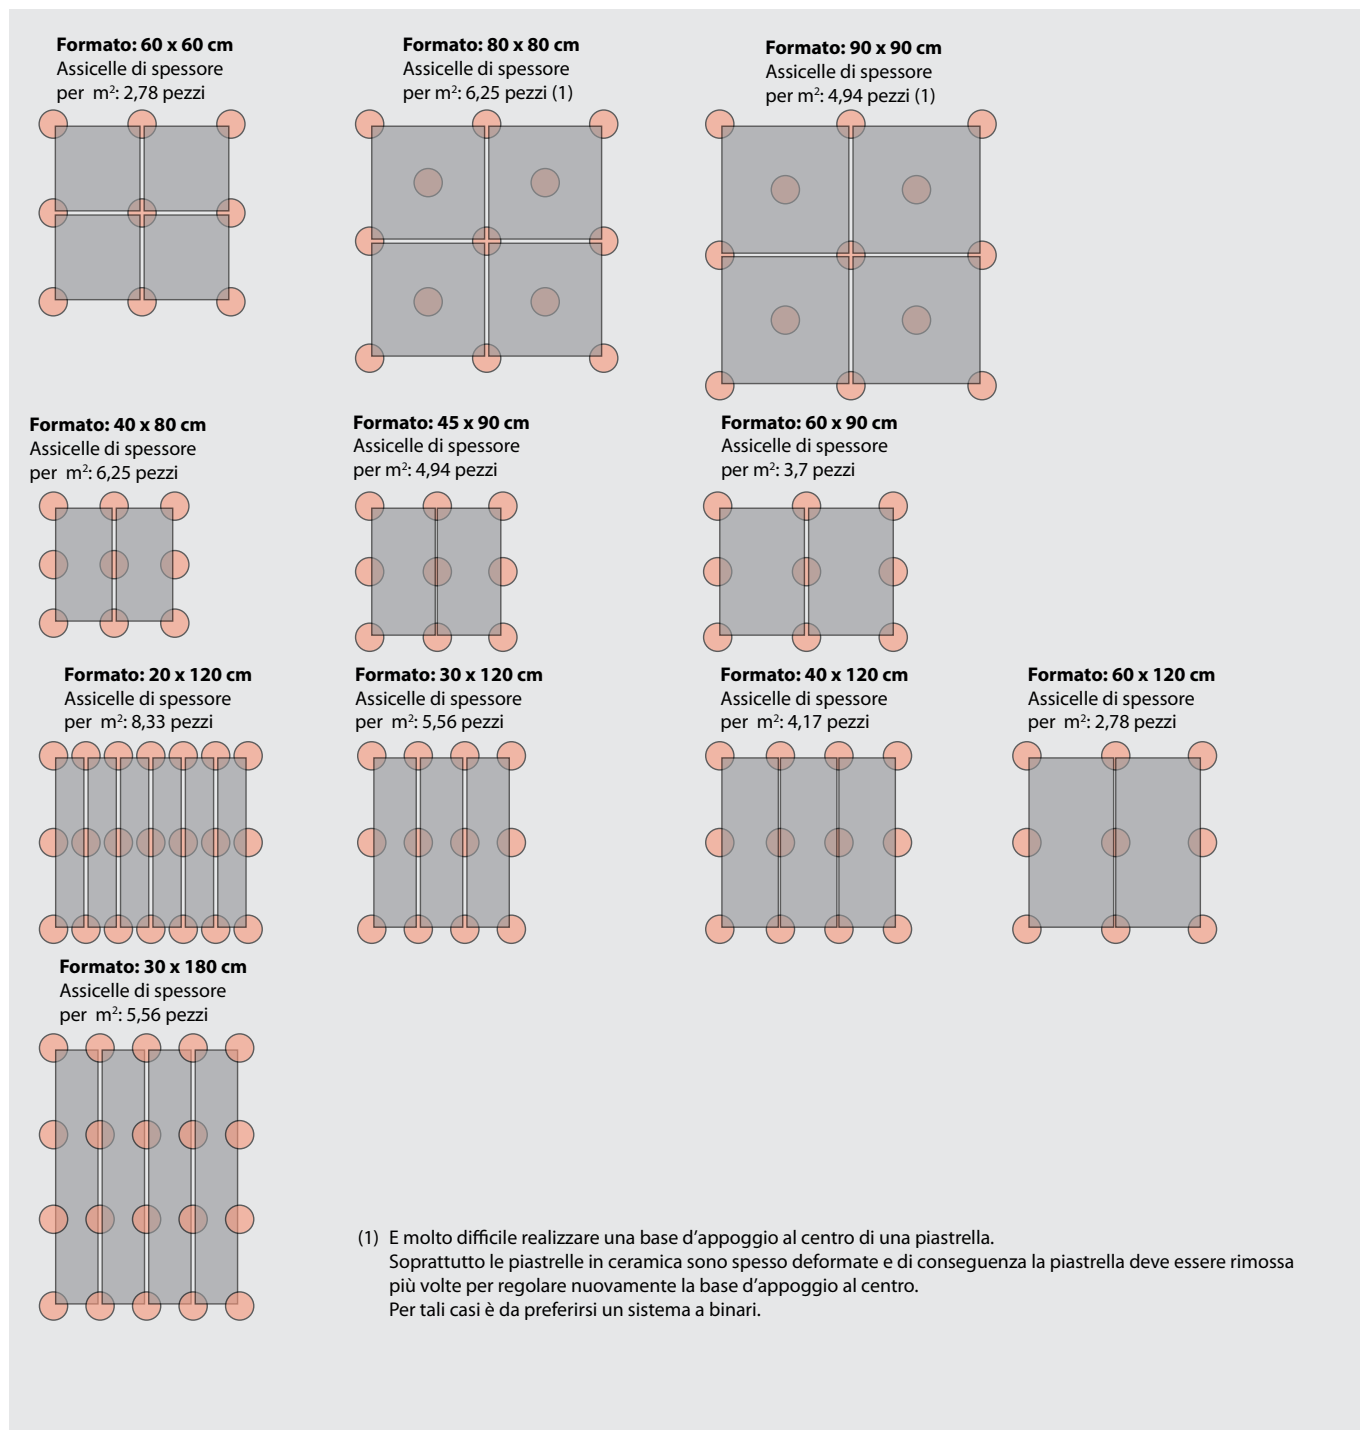 Formato: 60 x 60 cm
Assicelle di spessore
per m²: 2,78 pezzi
Formato: 80 x 80 cm
Assicelle di spessore
per m²: 6,25 pezzi (1)
Formato: 90 x 90 cm
Assicelle di spessore
per m²: 4,94 pezzi (1)
Formato: 40 x 80 cm
Assicelle di spessore
per m²: 6,25 pezzi
Formato: 45 x 90 cm
Assicelle di spessore
per m²: 4,94 pezzi
Formato: 60 x 90 cm
Assicelle di spessore
per m²: 3,7 pezzi
Formato: 20 x 120 cm
Assicelle di spessore
per m²: 8,33 pezzi
Formato: 30 x 120 cm
Assicelle di spessore
per m²: 5,56 pezzi
Formato: 40 x 120 cm
Assicelle di spessore
per m²: 4,17 pezzi
Formato: 60 x 120 cm
Assicelle di spessore
per m²: 2,78 pezzi
Formato: 30 x 180 cm
Assicelle di spessore
per m²: 5,56 pezzi
(1) E molto difficile realizzare una base d’appoggio al centro di una piastrella.
Soprattutto le piastrelle in ceramica sono spesso deformate e di conseguenza la piastrella deve essere rimossa
più volte per regolare nuovamente la base d’appoggio al centro.
Per tali casi è da preferirsi un sistema a binari.